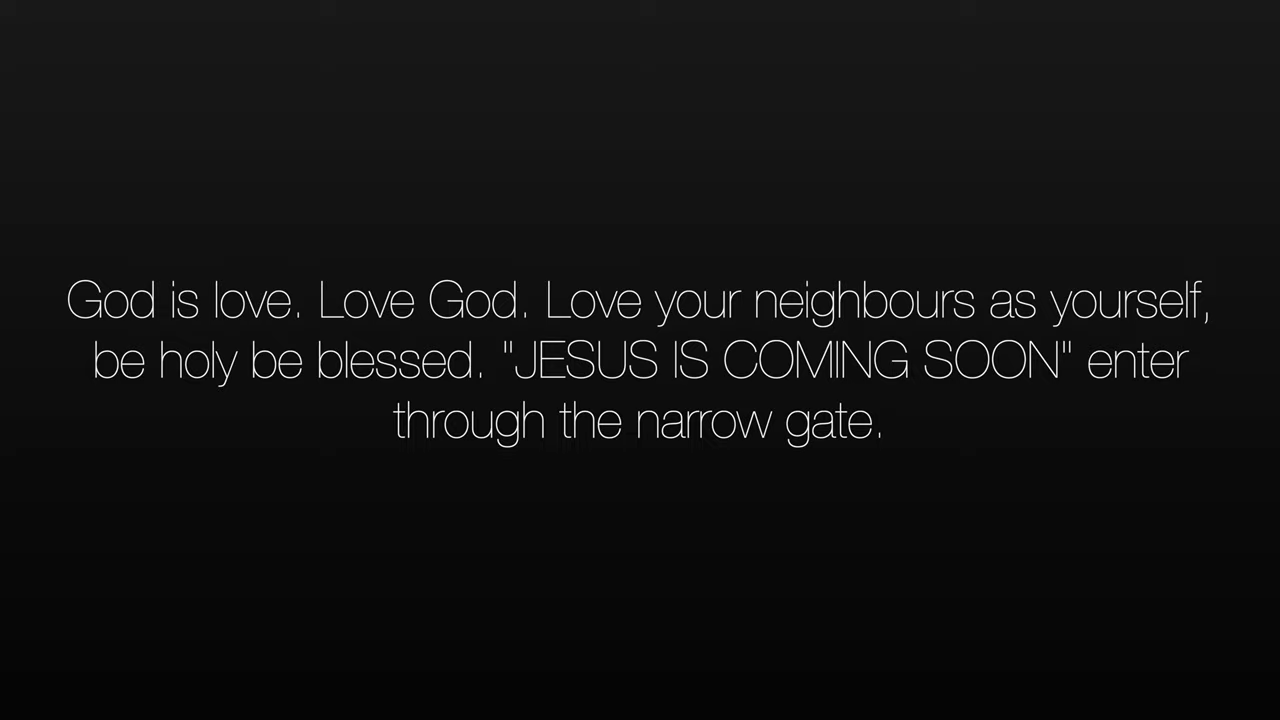 God is love. Love God. Love your neighbours as yourself,
be holy be blessed. "JESUS IS COMING SOON" enter
through the narrow gate.